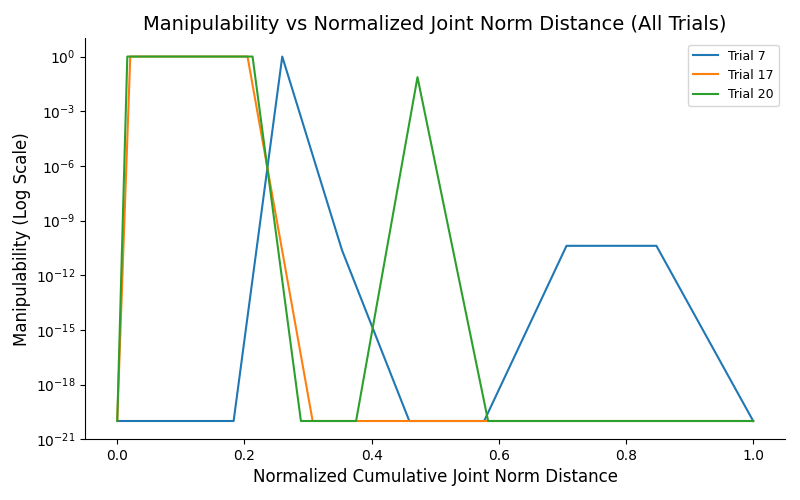 Manipulability vs Normalized Joint Norm Distance (All Trials)
Manipulability (Log Scale)
10⁰
10⁻³
10⁻⁶
10⁻⁹
10⁻¹²
10⁻¹⁵
10⁻¹⁸
10⁻²¹
Trial 7
Trial 17
Trial 20
0.0 0.2 0.4 0.6 0.8 1.0
Normalized Cumulative Joint Norm Distance